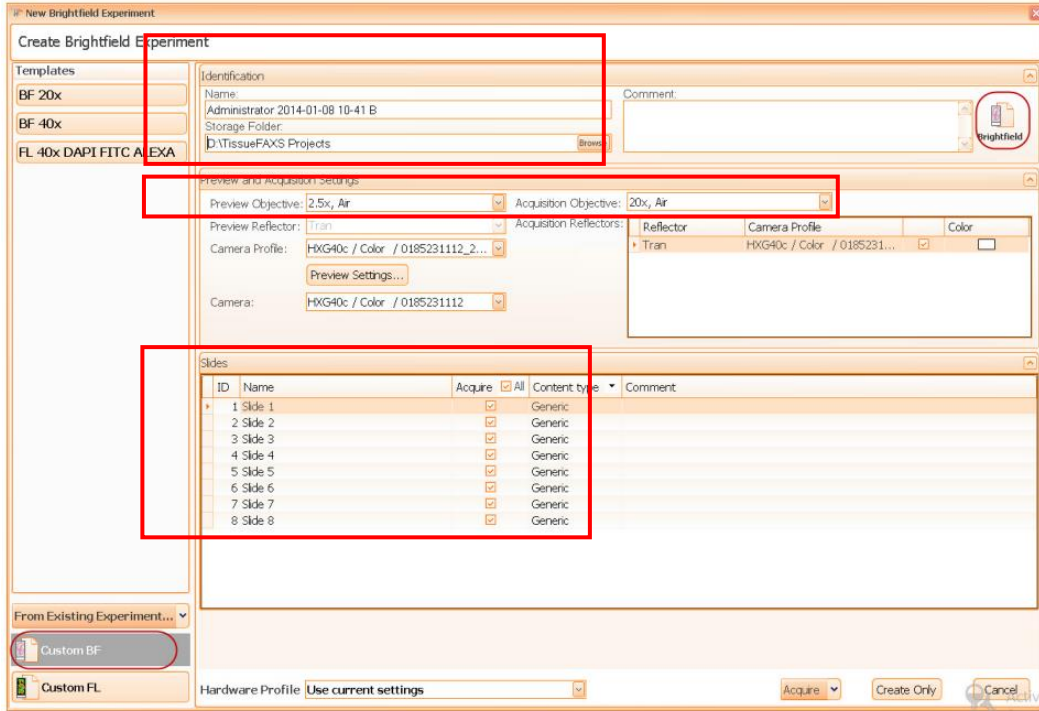 New Brightfield Experiment
Create Brightfield Experiment
Templates
BF 20x
BF 40x
FL 40x DAPI FITC ALEXA
Identification
Name:
Administrator 2014-01-08 10-41 B
Storage Folder:
D:\TissueFAXS Projects
Browse
Comment:
Brightfield
Preview and Acquisition Settings
Preview Objective: 2.5x, Air
Acquisition Objective: 20x, Air
Preview Reflector: Tran
Acquisition Reflectors:
Reflector Camera Profile Color
Tran HXG40c / Color / 0185231...
Camera Profile: HXG40c / Color / 0185231112_2...
Preview Settings...
Camera: HXG40c / Color / 0185231112
Slides
ID Name Acquire All Content type Comment
1 Slide 1 Generic
2 Slide 2 Generic
3 Slide 3 Generic
4 Slide 4 Generic
5 Slide 5 Generic
6 Slide 6 Generic
7 Slide 7 Generic
8 Slide 8 Generic
From Existing Experiment...
Custom BF
Custom FL
Hardware Profile Use current settings
Acquire
Create Only
Cancel